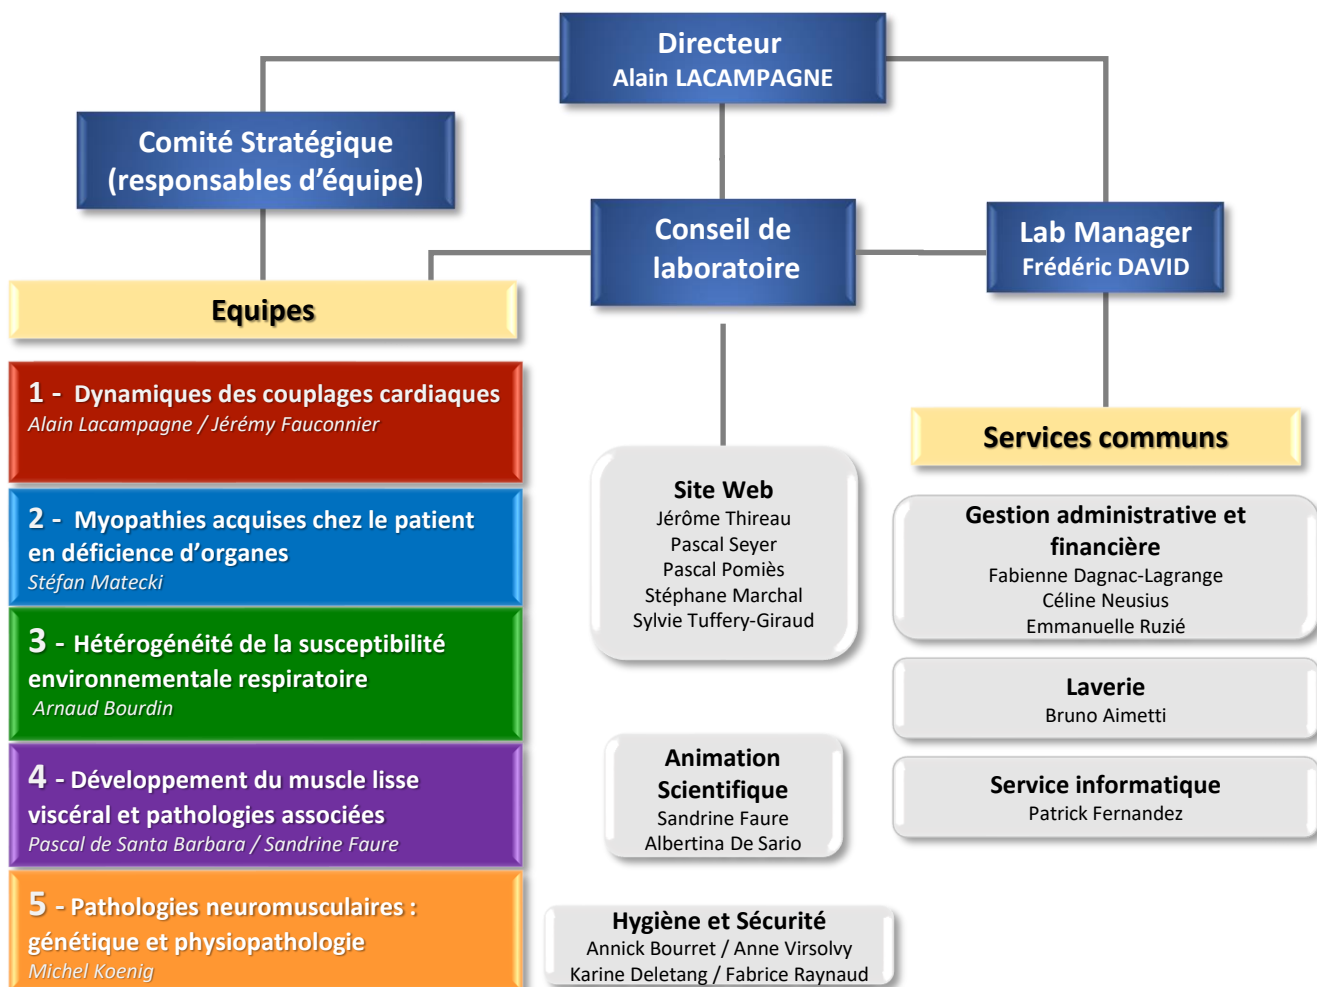 Directeur
Alain LACAMPAGNE
Comité Stratégique
(responsables d'équipe)
Conseil de
laboratoire
Lab Manager
Frédéric DAVID
Equipes
1 - Dynamiques des couplages cardiaques
Alain Lacampagne / Jérémy Fauconnier
2 - Myopathies acquises chez le patient
en déficience d'organes
Stéfan Matecki
3 - Hétérogénéité de la susceptibilité
environnementale respiratoire
Arnaud Bourdin
4 - Développement du muscle lisse
viscéral et pathologies associées
Pascal de Santa Barbara / Sandrine Faure
5 - Pathologies neuromusculaires :
génétique et physiopathologie
Michel Koenig
Site Web
Jérôme Thireau
Pascal Seyer
Pascal Pomiès
Stéphane Marchal
Sylvie Tuffery-Giraud
Animation
Scientifique
Sandrine Faure
Albertina De Sario
Hygiène et Sécurité
Annick Bourret / Anne Virsolvy
Karine Deletang / Fabrice Raynaud
Services communs
Gestion administrative et
financière
Fabienne Dagnac-Lagrange
Céline Neusius
Emmanuelle Ruzié
Laverie
Bruno Aimetti
Service informatique
Patrick Fernandez